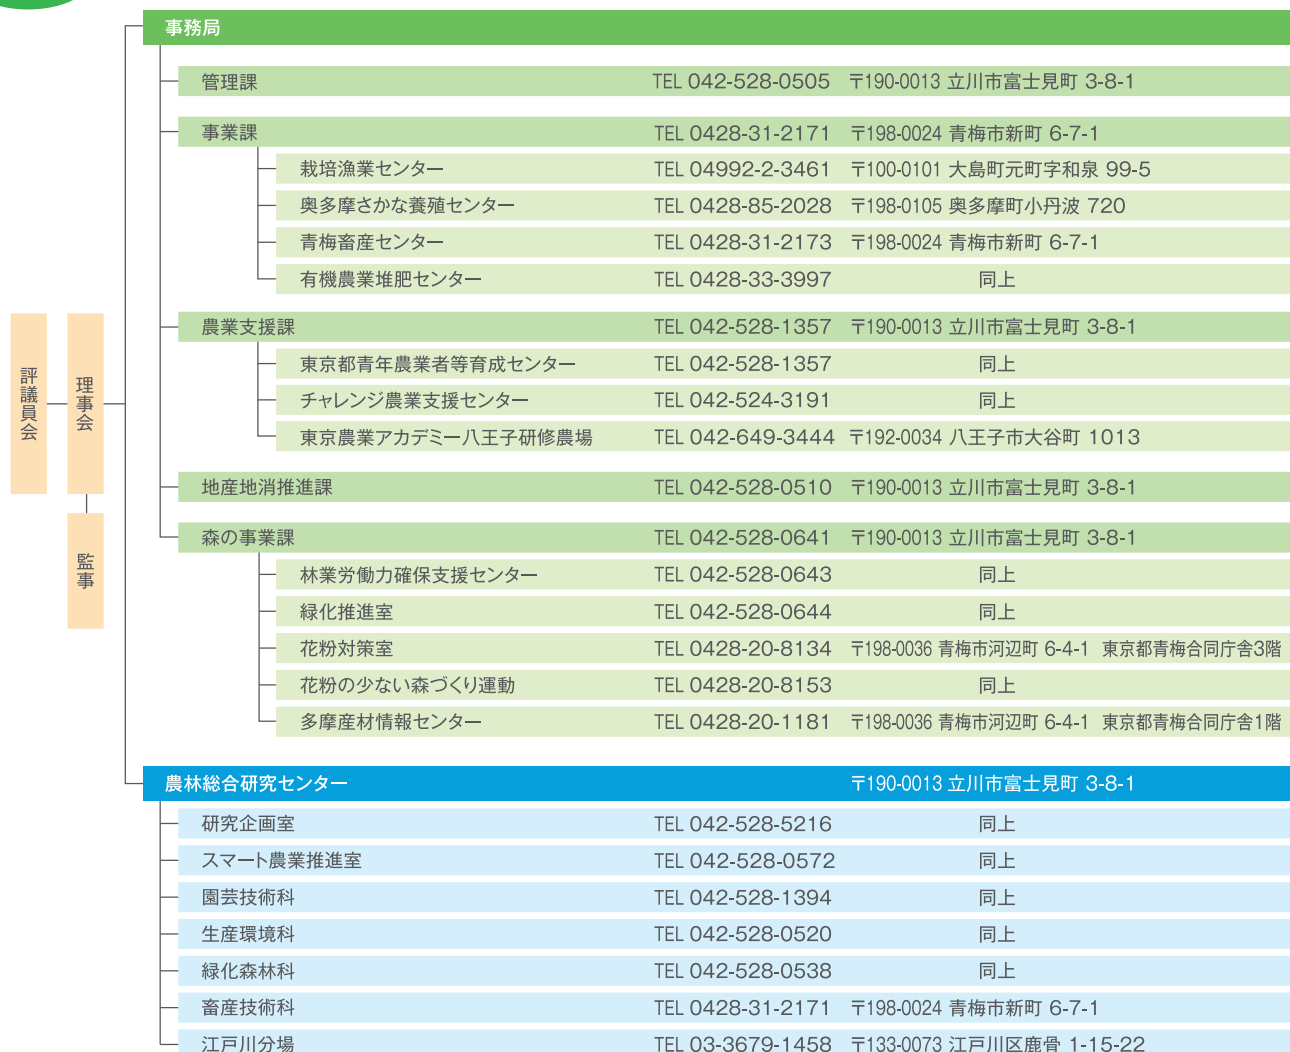 評議員会
理事会
監事
事務局
管理課 TEL 042-528-0505 〒190-0013 立川市富士見町 3-8-1
事業課 TEL 0428-31-2171 〒198-0024 青梅市新町 6-7-1
栽培漁業センター TEL 04992-2-3461 〒100-0101 大島町元町字和泉 99-5
奥多摩さかな養殖センター TEL 0428-85-2028 〒198-0105 奥多摩町小丹波 720
青梅畜産センター TEL 0428-31-2173 〒198-0024 青梅市新町 6-7-1
有機農業堆肥センター TEL 0428-33-3997 同上
農業支援課 TEL 042-528-1357 〒190-0013 立川市富士見町 3-8-1
東京都青年農業者等育成センター TEL 042-528-1357 同上
チャレンジ農業支援センター TEL 042-524-3191 同上
東京農業アカデミー八王子研修農場 TEL 042-649-3444 〒192-0034 八王子市大谷町 1013
地産地消推進課 TEL 042-528-0510 〒190-0013 立川市富士見町 3-8-1
森の事業課 TEL 042-528-0641 〒190-0013 立川市富士見町 3-8-1
林業労働力確保支援センター TEL 042-528-0643 同上
緑化推進室 TEL 042-528-0644 同上
花粉対策室 TEL 0428-20-8134 〒198-0036 青梅市河辺町 6-4-1 東京都青梅合同庁舎3階
花粉の少ない森づくり運動 TEL 0428-20-8153 同上
多摩産材情報センター TEL 0428-20-1181 〒198-0036 青梅市河辺町 6-4-1 東京都青梅合同庁舎1階
農林総合研究センター 〒190-0013 立川市富士見町 3-8-1
研究企画室 TEL 042-528-5216 同上
スマート農業推進室 TEL 042-528-0572 同上
園芸技術科 TEL 042-528-1394 同上
生産環境科 TEL 042-528-0520 同上
緑化森林科 TEL 042-528-0538 同上
畜産技術科 TEL 0428-31-2171 〒198-0024 青梅市新町 6-7-1
江戸川分場 TEL 03-3679-1458 〒133-0073 江戸川区鹿骨 1-15-22